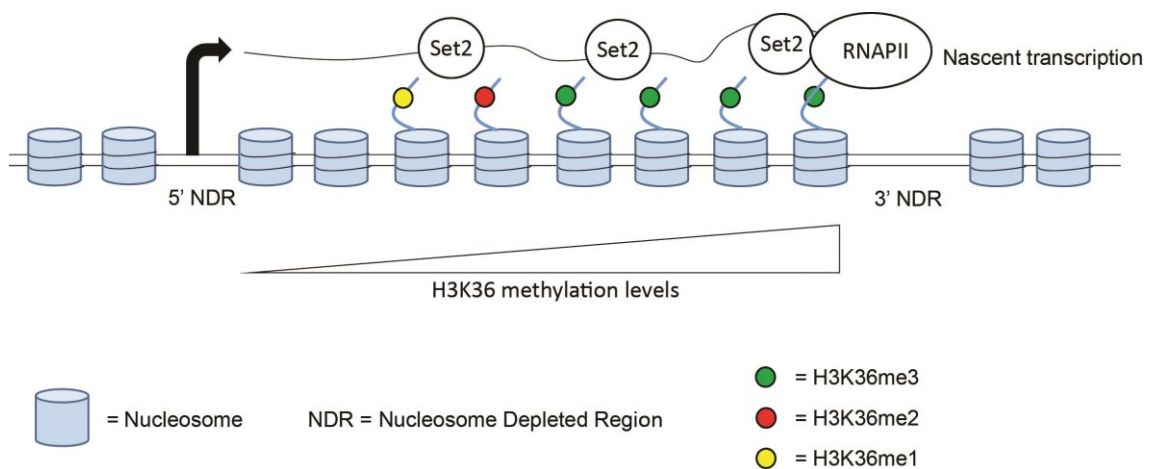 Set2
Set2
Set2
RNAPII
Nascent transcription
5' NDR
3' NDR
H3K36 methylation levels
= Nucleosome
NDR = Nucleosome Depleted Region
= H3K36me3
= H3K36me2
= H3K36me1